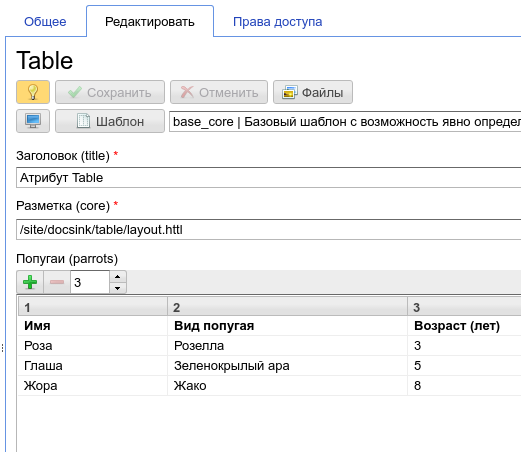 Общее Редактировать Права доступа
Table
Сохранить Отменить Файлы
Шаблон base_core | Базовый шаблон с возможность явно
Заголовок (title) *
Атрибут Table
Разметка (core) *
/site/docsink/table/layout.httl
Попугаи (parrots)
3
1 2 3
Имя Вид попугая Возраст (лет)
Роза Розелла 3
Глаша Зеленокрылый ара 5
Жора Жако 8